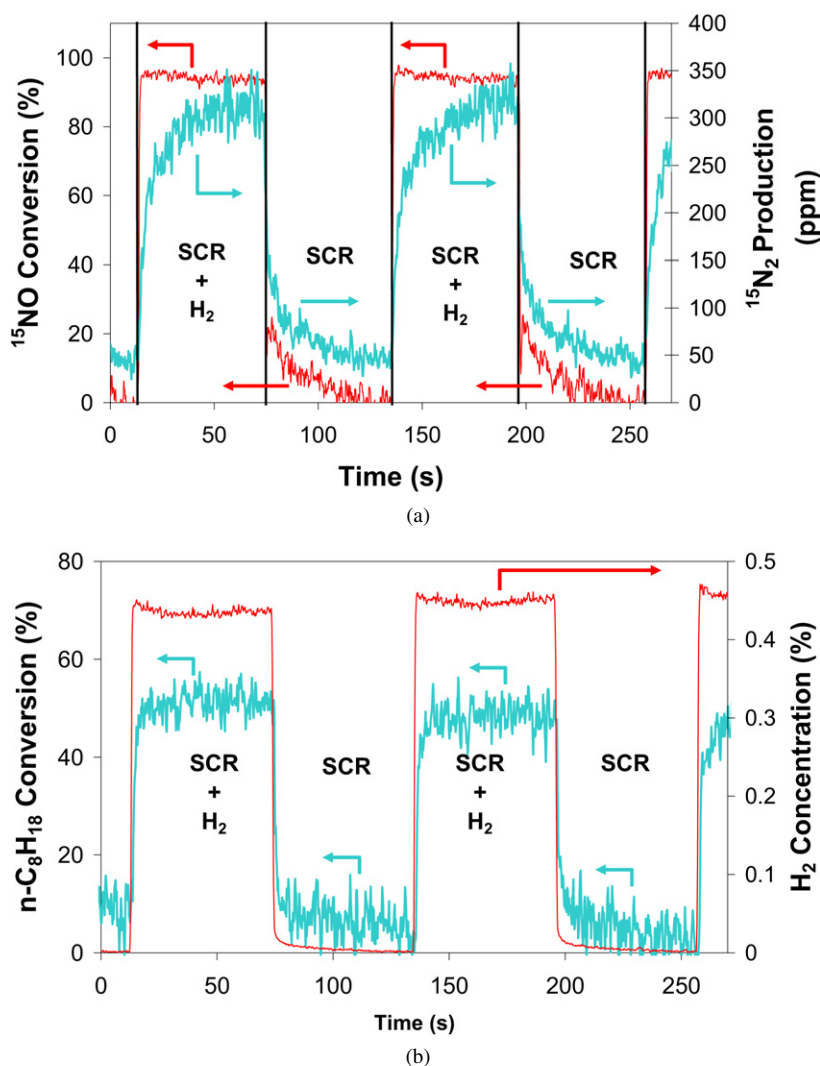 100
80
60
40
20
0
¹⁵NO Conversion (%)
400
350
300
250
200
150
100
50
0
¹⁵N₂ Production
(ppm)
SCR
+
H₂
SCR
SCR
+
H₂
SCR
0 50 100 150 200 250
Time (s)
(a)
80
60
40
20
0
n-C₈H₁₈ Conversion (%)
0.5
0.4
0.3
0.2
0.1
0
H₂ Concentration (%)
SCR
+
H₂
SCR
SCR
+
H₂
SCR
0 50 100 150 200 250
Time (s)
(b)